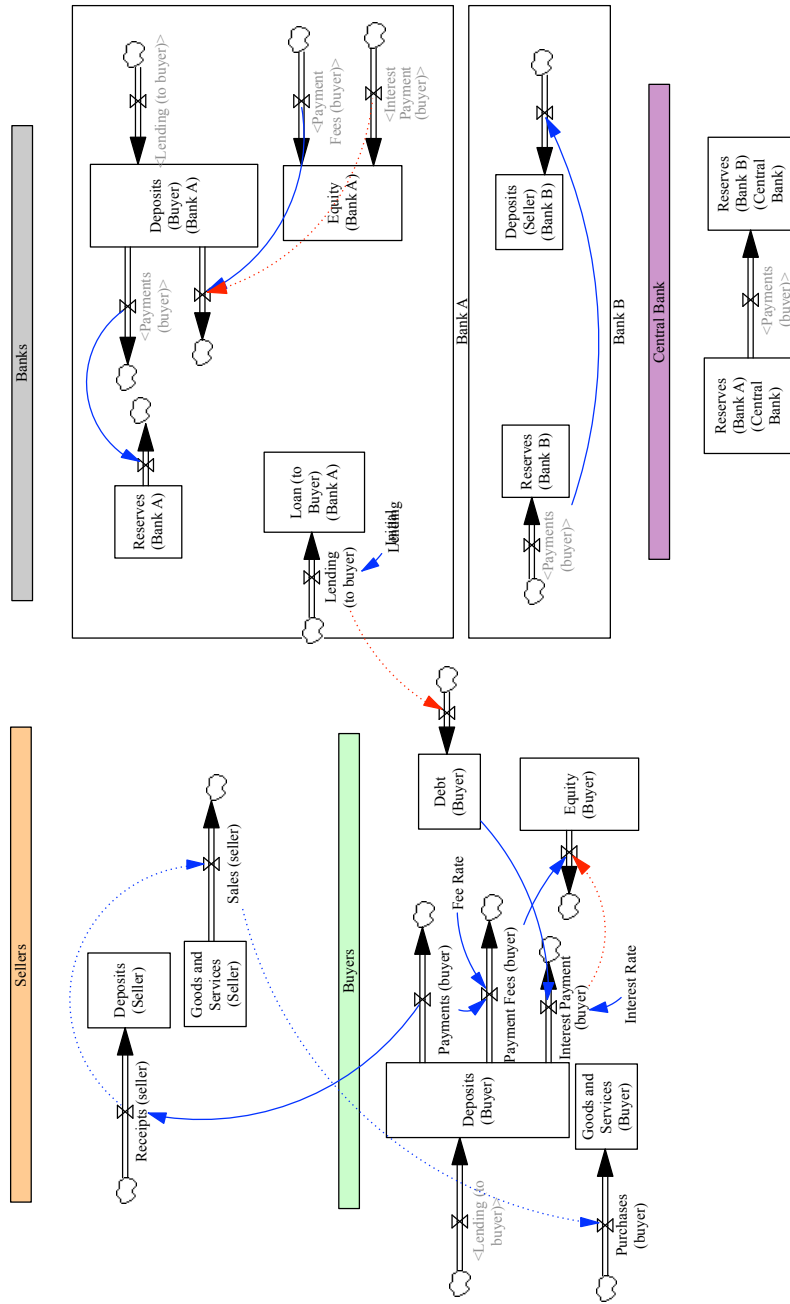 Sellers
Deposits
(Seller)
Receipts (seller)
Goods and
Services
(Seller)
Sales (seller)
Buyers
<Lending (to
buyer)>
Deposits
(Buyer)
Payments (buyer)
Fee Rate
Payment Fees (buyer)
Interest Payment
(buyer)
Interest Rate
Debt
(Buyer)
Equity
(Buyer)
Purchases
(buyer)
Goods and
Services
(Buyer)
Banks
Reserves
(Bank A)
<Payments
(buyer)>
Deposits
(Buyer)
(Bank A)
<Lending (to buyer)>
Lending
(to buyer)
Initial
Lending
Loan (to
Buyer)
(Bank A)
Equity
(Bank A)
<Payment
Fees (buyer)>
<Interest
Payment
(buyer)>
Bank A
<Payments
(buyer)>
Reserves
(Bank B)
Deposits
(Seller)
(Bank B)
Bank B
Central Bank
Reserves
(Bank A)
(Central
Bank)
<Payments
(buyer)>
Reserves
(Bank B)
(Central
Bank)